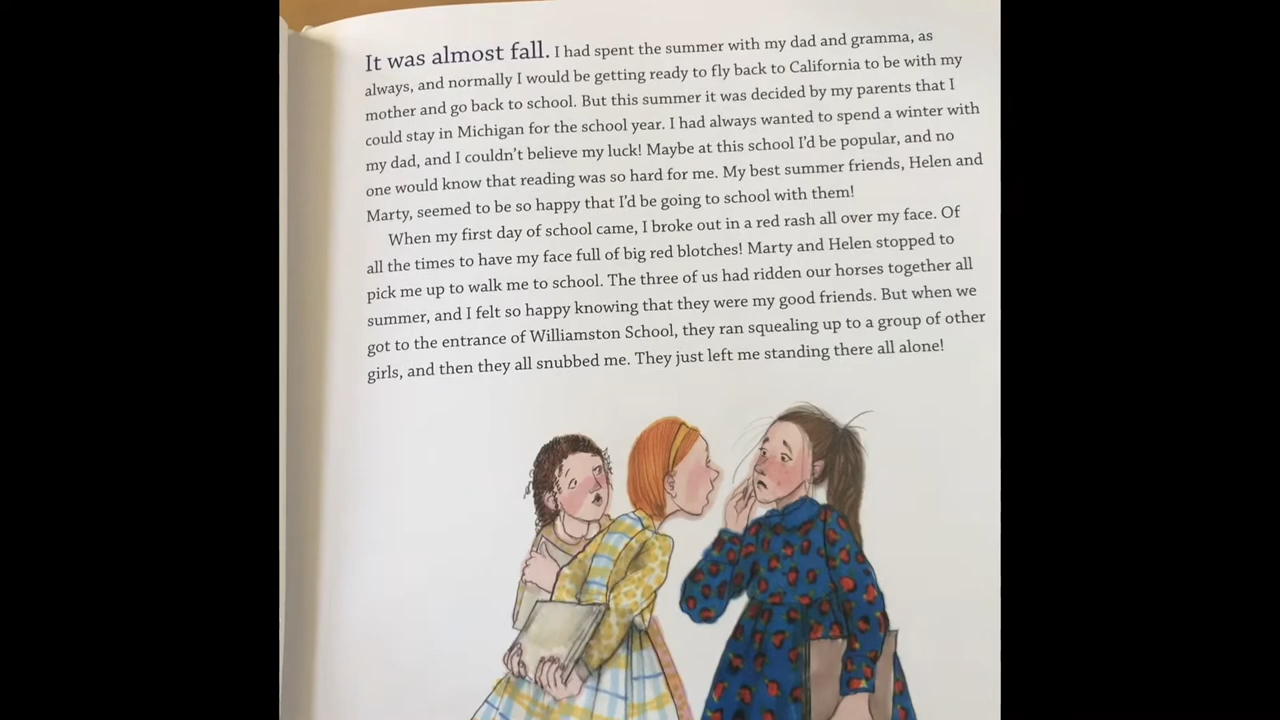 It was almost fall. I had spent the summer with my dad and gramma, as
always, and normally I would be getting ready to fly back to California to be with my
mother and go back to school. But this summer it was decided by my parents that I
could stay in Michigan for the school year. I had always wanted to spend a winter with
my dad, and I couldn't believe my luck! Maybe at this school I'd be popular, and no
one would know that reading was so hard for me. My best summer friends, Helen and
Marty, seemed to be so happy that I'd be going to school with them!
When my first day of school came, I broke out in a red rash all over my face. Of
all the times to have my face full of big red blotches! Marty and Helen stopped to
pick me up to walk me to school. The three of us had ridden our horses together all
summer, and I felt so happy knowing that they were my good friends. But when we
got to the entrance of Williamston School, they ran squealing up to a group of other
girls, and then they all snubbed me. They just left me standing there all alone!